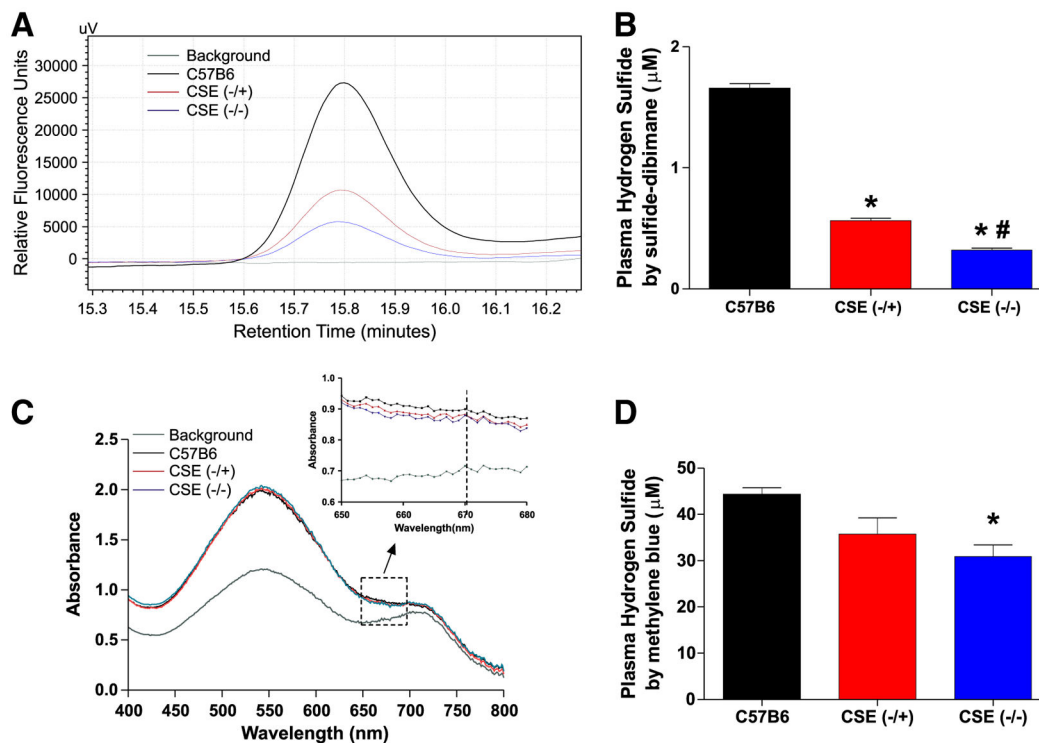 A
uV
Background
C57B6
CSE (-/+)
CSE (-/-)
30000
25000
20000
15000
10000
5000
0
Relative Fluorescence Units
15.3 15.4 15.5 15.6 15.7 15.8 15.9 16.0 16.1 16.2
Retention Time (minutes)
B
Plasma Hydrogen Sulfide
by sulfide-dibimane (μM)
2
1
0
*
* #
C57B6 CSE (-/+) CSE (-/-)
C
Background
C57B6
CSE (-/+)
CSE (-/-)
Absorbance
2.5
2.0
1.5
1.0
0.5
0.0
400 450 500 550 600 650 700 750 800
Wavelength (nm)
Absorbance
1.0
0.9
0.8
0.7
0.6
650 660 670 680
Wavelength(nm)
D
Plasma Hydrogen Sulfide
by methylene blue (μM)
50
40
30
20
10
0
*
C57B6 CSE (-/+) CSE (-/-)